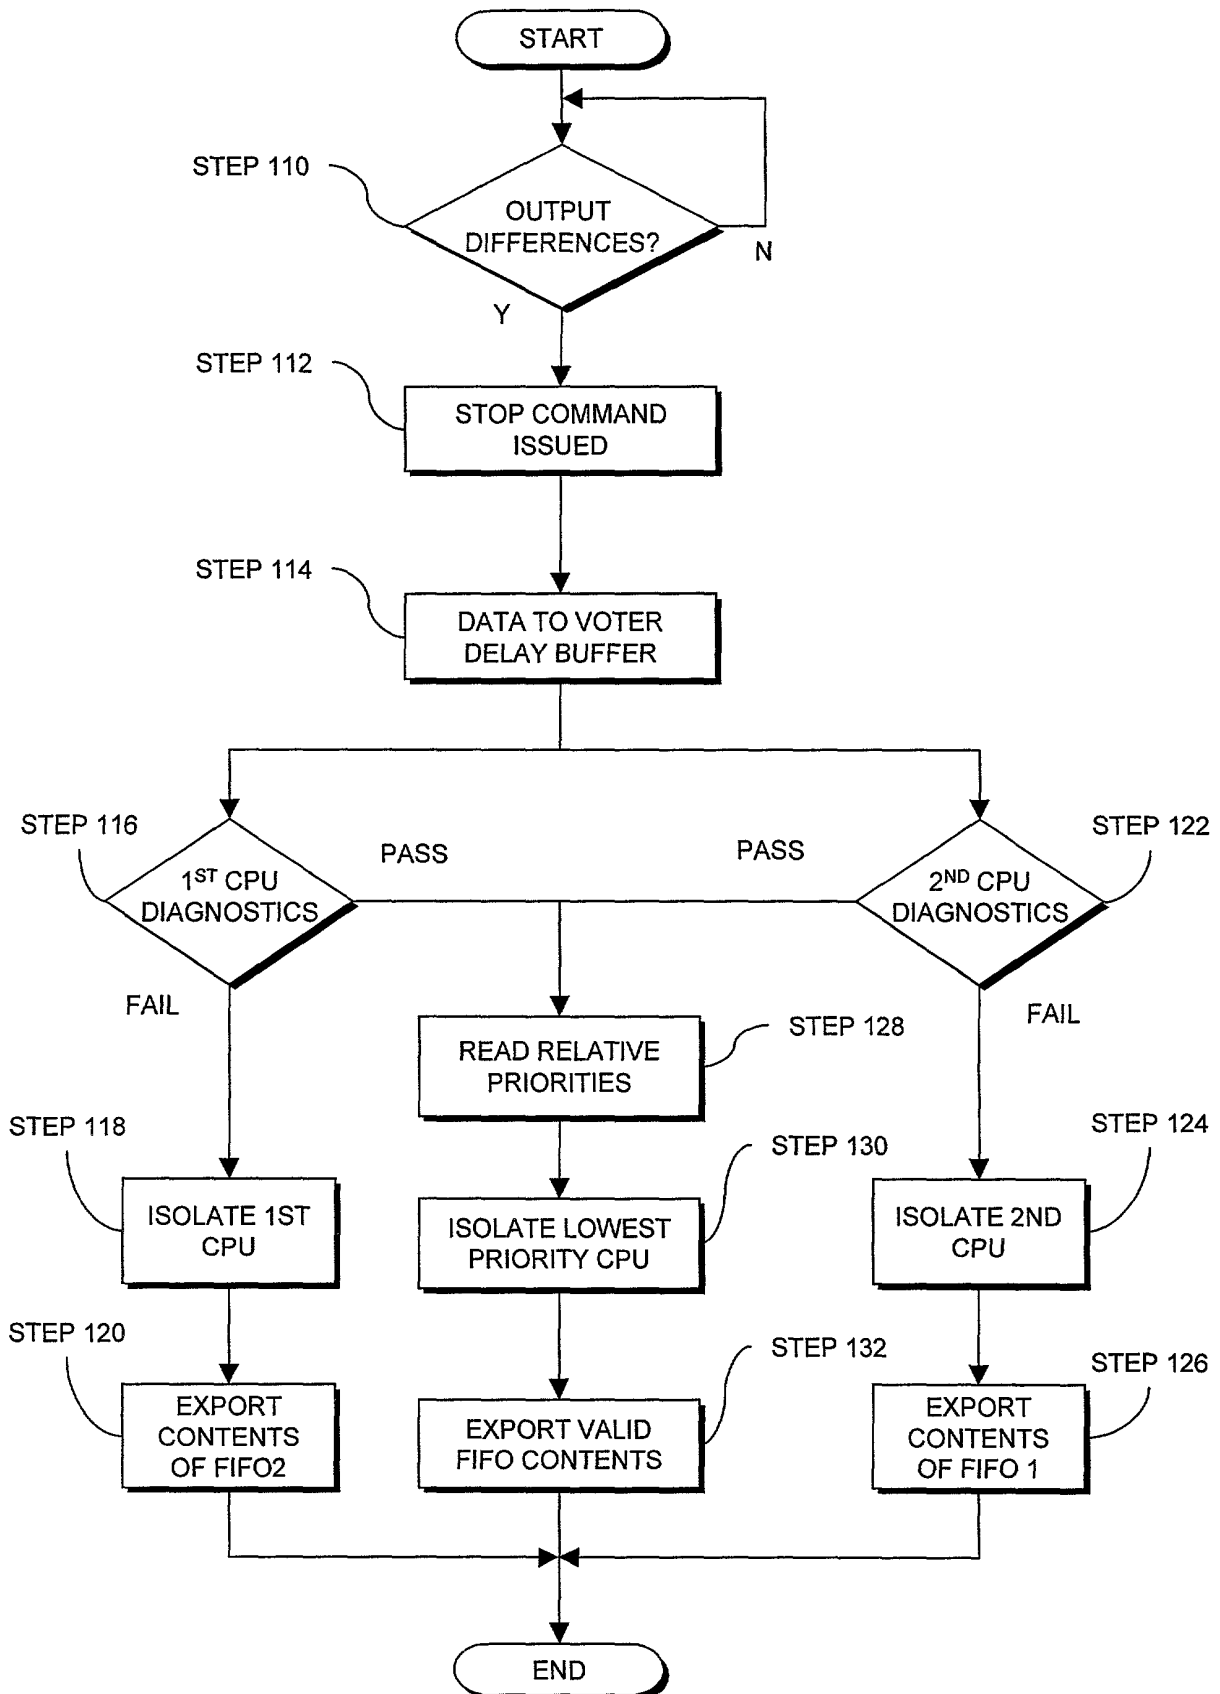 START
STEP 110
OUTPUT
DIFFERENCES?
N
Y
STEP 112
STOP COMMAND
ISSUED
STEP 114
DATA TO VOTER
DELAY BUFFER
STEP 116
PASS
PASS
STEP 122
1ST CPU
DIAGNOSTICS
2ND CPU
DIAGNOSTICS
FAIL
FAIL
READ RELATIVE
PRIORITIES
STEP 128
STEP 118
STEP 130
STEP 124
ISOLATE 1ST
CPU
ISOLATE LOWEST
PRIORITY CPU
ISOLATE 2ND
CPU
STEP 120
STEP 132
STEP 126
EXPORT
CONTENTS
OF FIFO2
EXPORT VALID
FIFO CONTENTS
EXPORT
CONTENTS
OF FIFO 1
END